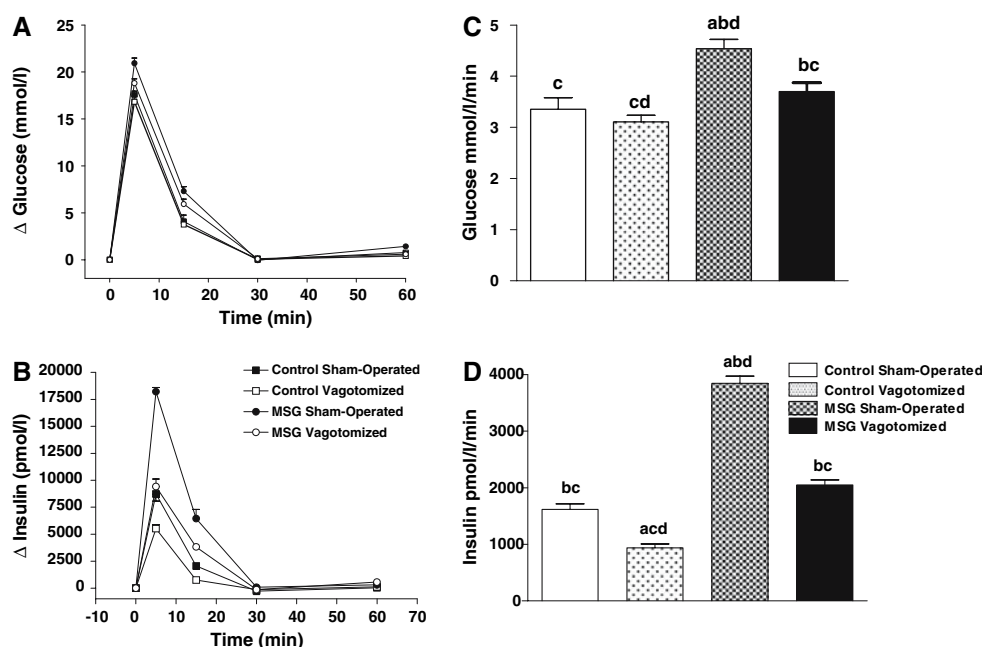 A
Δ Glucose (mmol/l)
25
20
15
10
5
0
0 10 20 30 40 50 60
Time (min)
C
Glucose mmol/l/min
5
4
3
2
1
0
c
cd
abd
bc
B
Δ Insulin (pmol/l)
20000
17500
15000
12500
10000
7500
5000
2500
0
-10 0 10 20 30 40 50 60 70
Time (min)
Control Sham-Operated
Control Vagotomized
MSG Sham-Operated
MSG Vagotomized
D
Insulin pmol/l/min
4000
3000
2000
1000
0
bc
acd
abd
bc
Control Sham-Operated
Control Vagotomized
MSG Sham-Operated
MSG Vagotomized